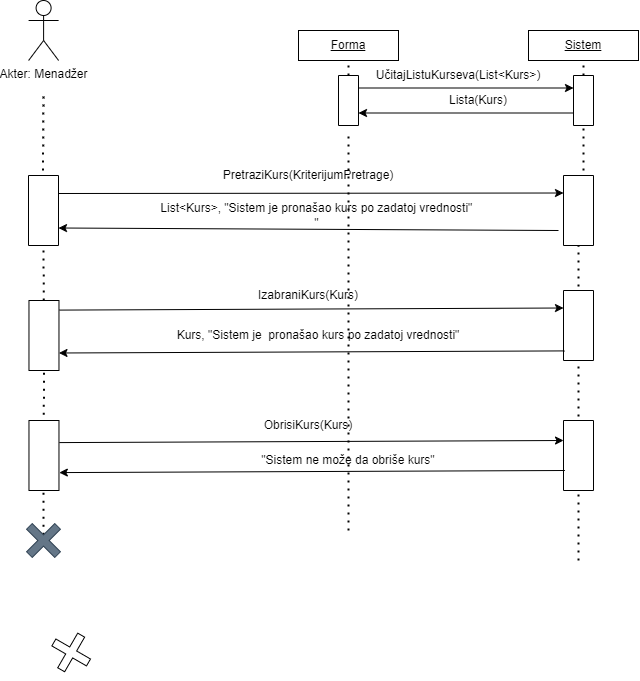 Forma
Sistem
Akter: Menadžer
UčitajListuKurseva(List<Kurs>)
Lista(Kurs)
PretraziKurs(KriterijumPretrage)
List<Kurs>, "Sistem je pronašao kurs po zadatoj vrednosti"
"
IzabraniKurs(Kurs)
Kurs, "Sistem je  pronašao kurs po zadatoj vrednosti"
ObrisiKurs(Kurs)
"Sistem ne može da obriše kurs"